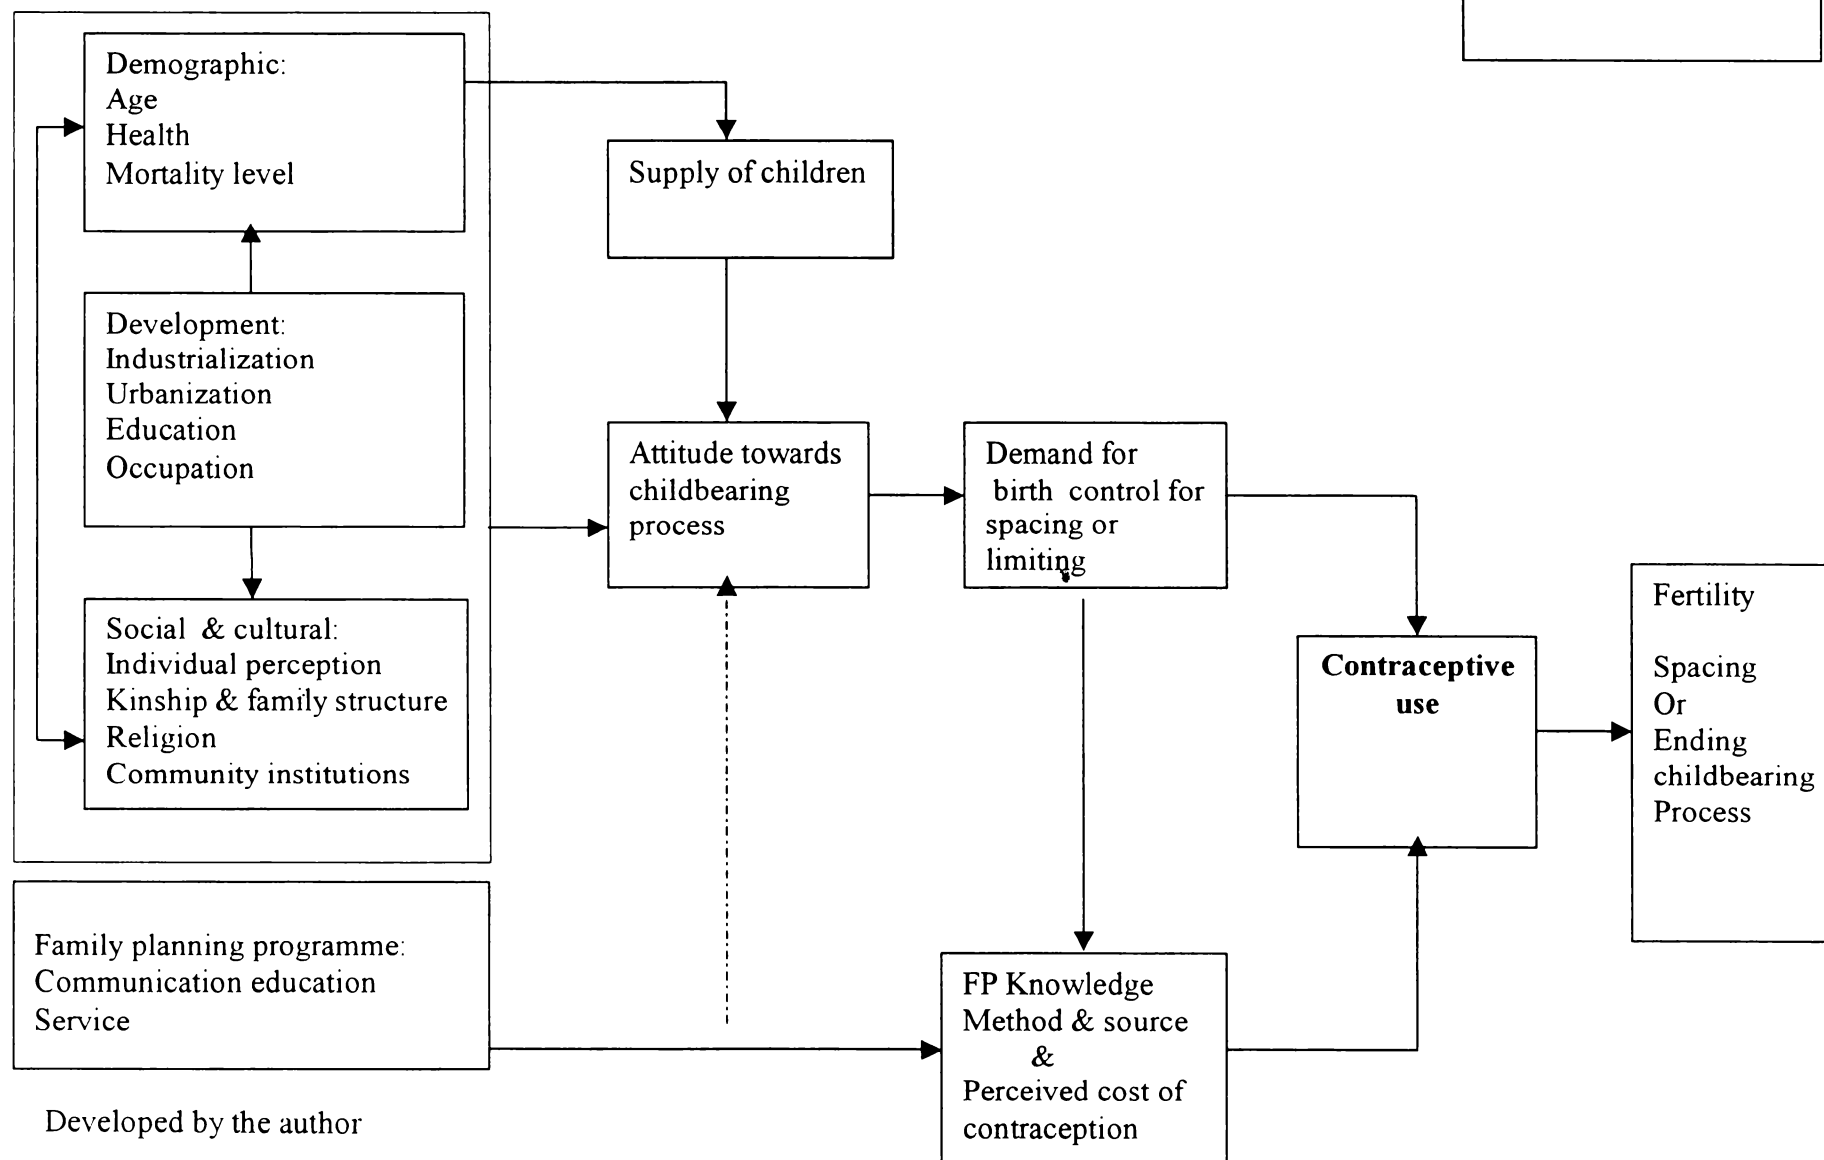 Demographic:
Age
Health
Mortality level
Supply of children
Development:
Industrialization
Urbanization
Education
Occupation
Attitude towards
childbearing
process
Demand for
birth control for
spacing or
limiting
Social & cultural:
Individual perception
Kinship & family structure
Religion
Community institutions
Contraceptive
use
Fertility
Spacing
Or
Ending
childbearing
Process
Family planning programme:
Communication education
Service
FP Knowledge
Method & source
&
Perceived cost of
contraception
Developed by the author